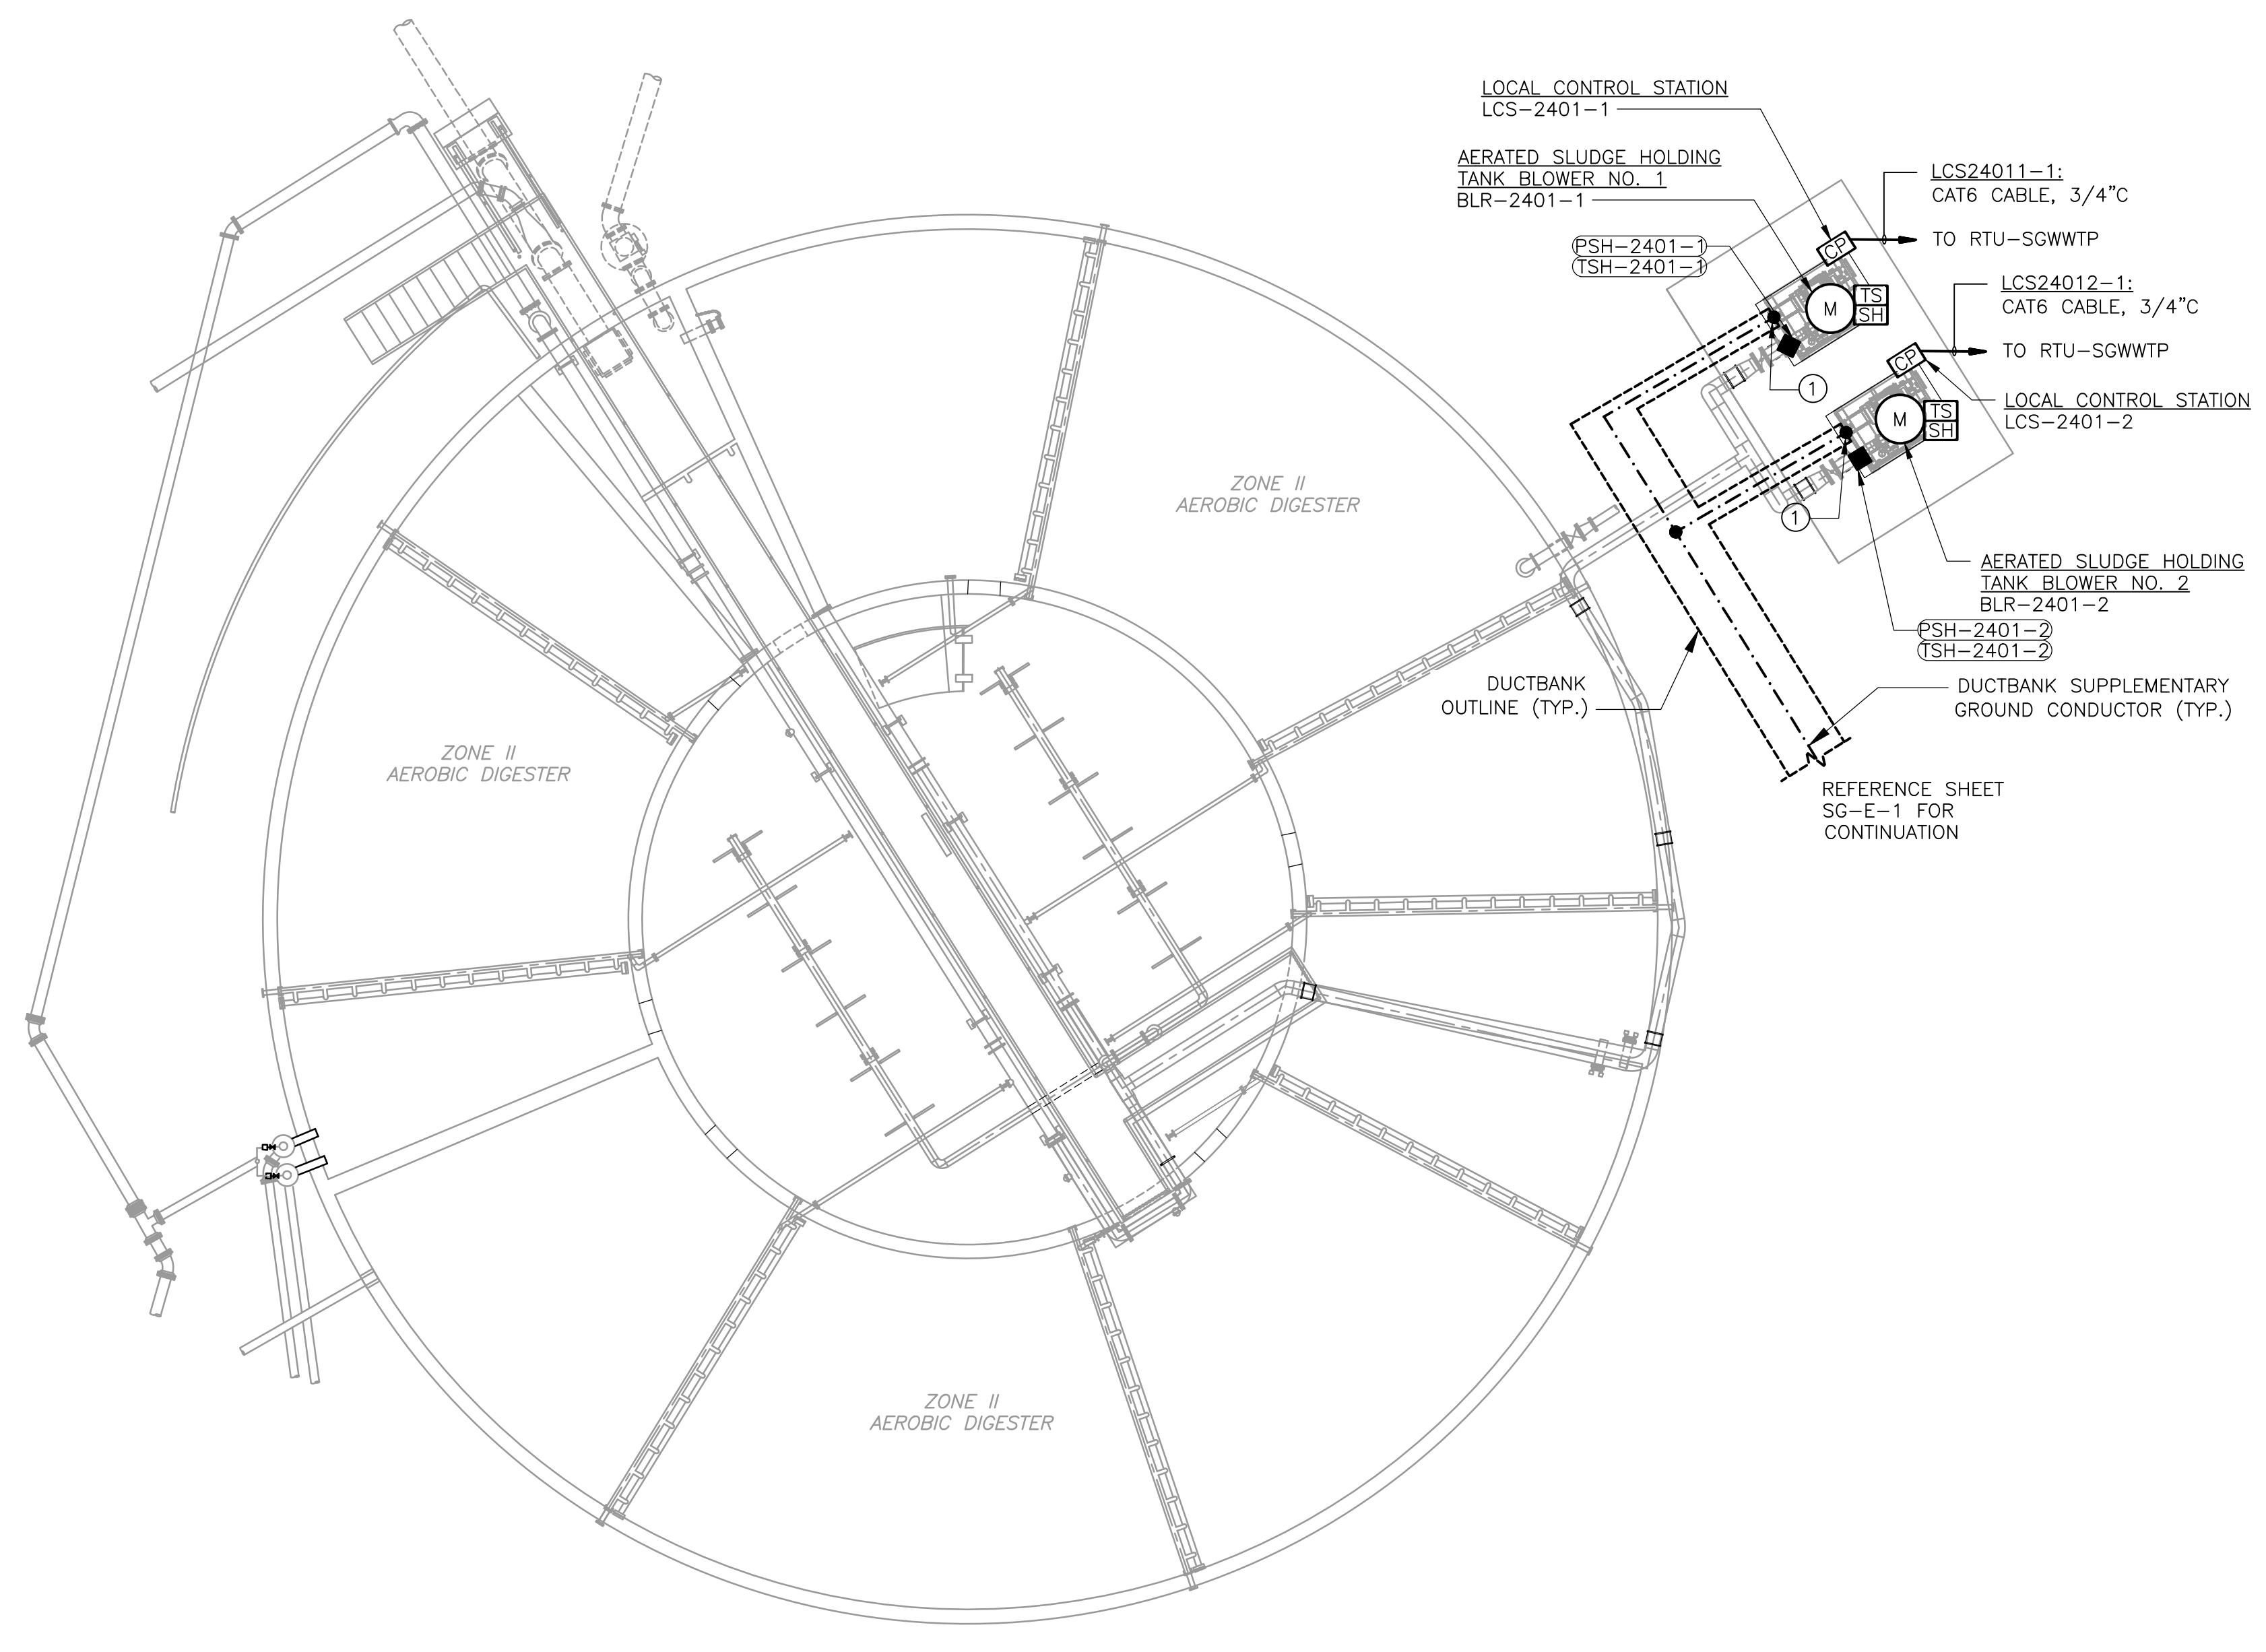 LOCAL CONTROL STATION
LCS-2401-1
AERATED SLUDGE HOLDING
TANK BLOWER NO. 1
BLR-2401-1
PSH-2401-1
TSH-2401-1
LCS24011-1:
CAT6 CABLE, 3/4"C
TO RTU-SGWWTP
CP
M
TS
SH
1
LCS24012-1:
CAT6 CABLE, 3/4"C
TO RTU-SGWWTP
CP
M
TS
SH
1
LOCAL CONTROL STATION
LCS-2401-2
AERATED SLUDGE HOLDING
TANK BLOWER NO. 2
BLR-2401-2
PSH-2401-2
TSH-2401-2
DUCTBANK
OUTLINE (TYP.)
DUCTBANK SUPPLEMENTARY
GROUND CONDUCTOR (TYP.)
REFERENCE SHEET
SG-E-1 FOR
CONTINUATION
ZONE II
AEROBIC DIGESTER
ZONE II
AEROBIC DIGESTER
ZONE II
AEROBIC DIGESTER